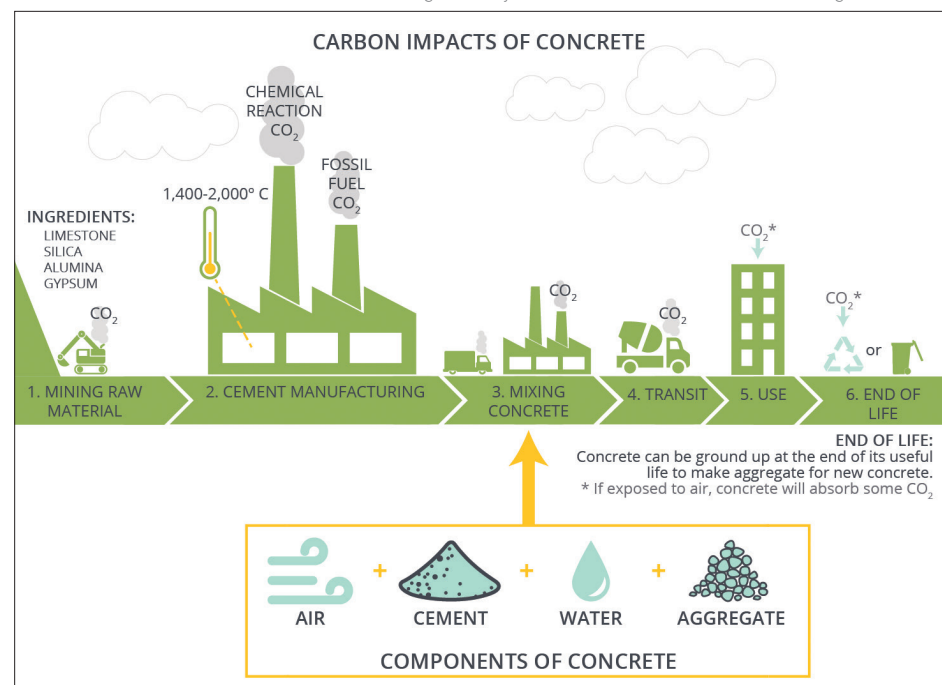 CARBON IMPACTS OF CONCRETE
CHEMICAL
REACTION
CO₂
FOSSIL
FUEL
CO₂
1,400-2,000º C
INGREDIENTS:
LIMESTONE
SILICA
ALUMINA
GYPSUM
CO₂
CO₂
CO₂
CO₂*
CO₂*
or
1. MINING RAW
MATERIAL
2. CEMENT MANUFACTURING
3. MIXING
CONCRETE
4. TRANSIT
5. USE
6. END OF
LIFE
END OF LIFE:
Concrete can be ground up at the end of its useful
life to make aggregate for new concrete.
* If exposed to air, concrete will absorb some CO₂
+
+
+
AIR
CEMENT
WATER
AGGREGATE
COMPONENTS OF CONCRETE